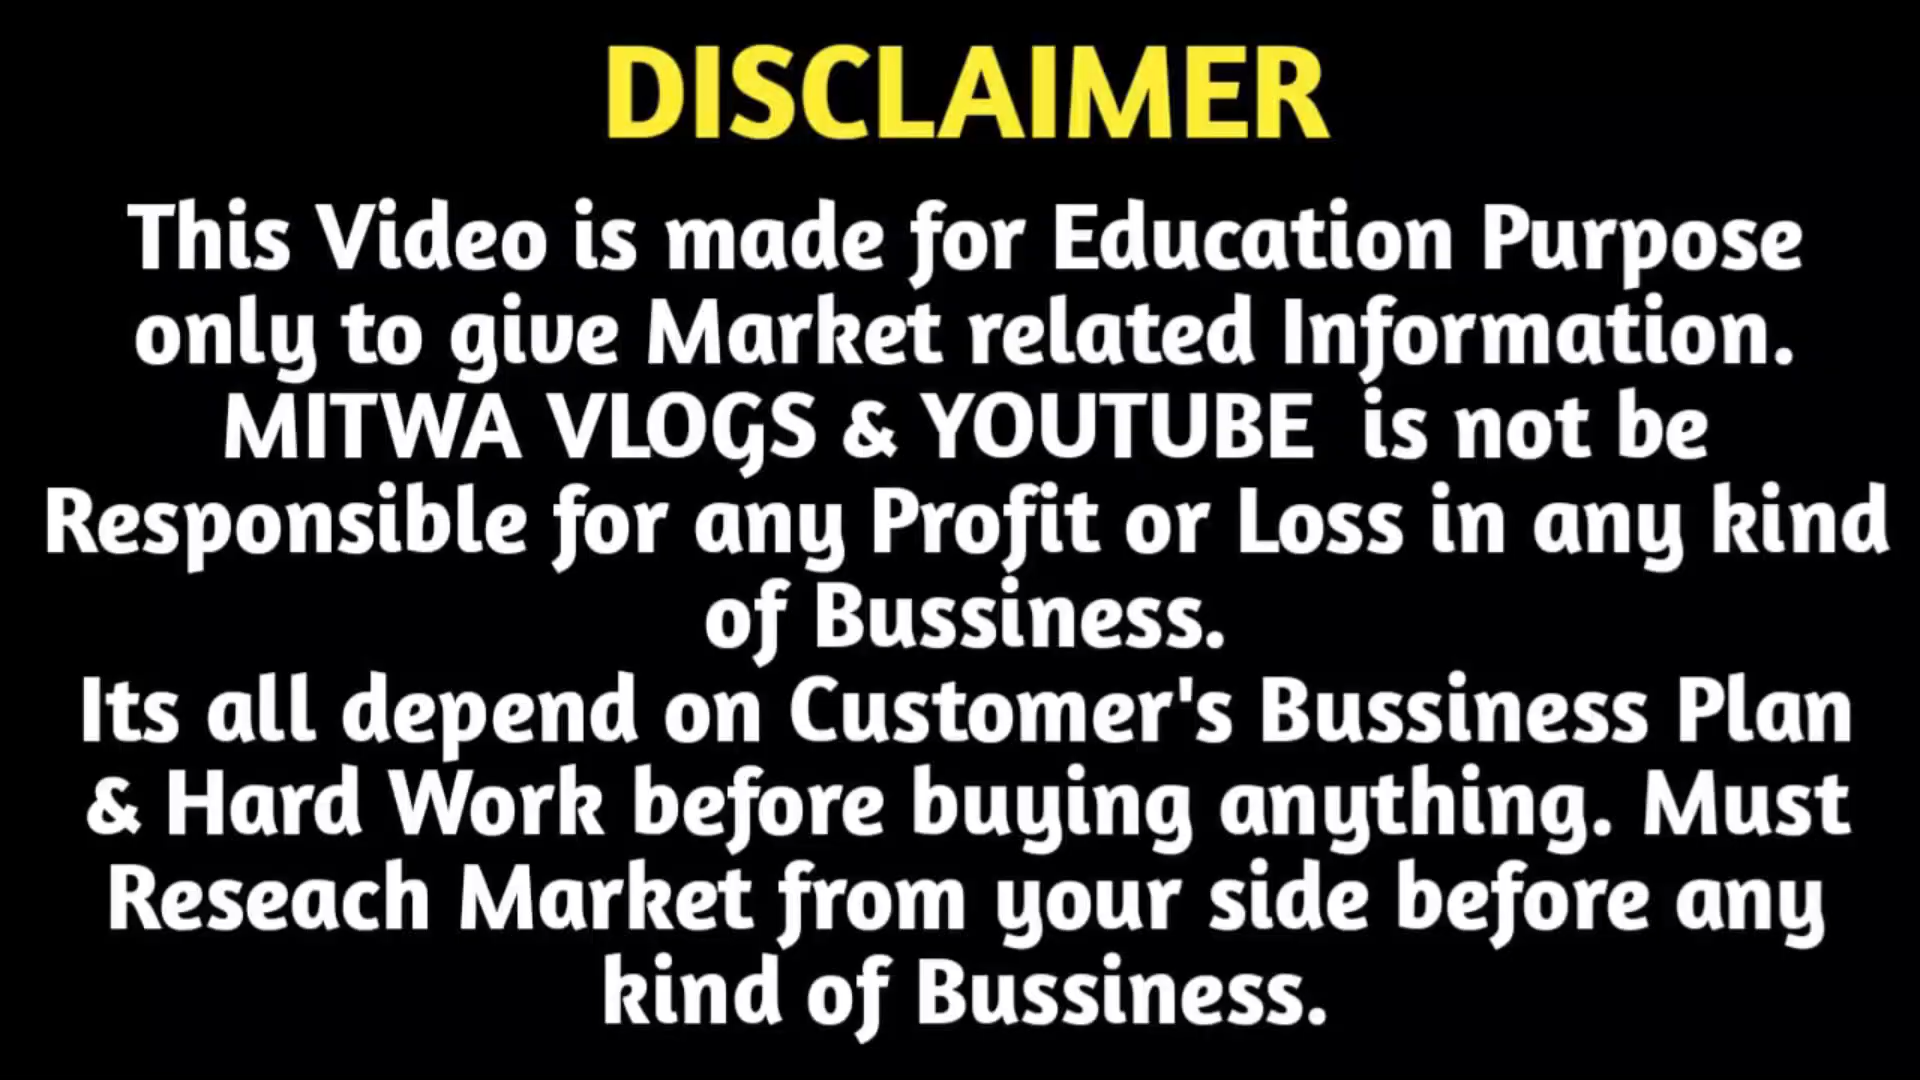 DISCLAIMER
This Video is made for Education Purpose
only to give Market related Information.
MITWA VLOGS & YOUTUBE is not be
Responsible for any Profit or Loss in any kind
of Bussiness.
Its all depend on Customer's Bussiness Plan
& Hard Work before buying anything. Must
Reseach Market from your side before any
kind of Bussiness.